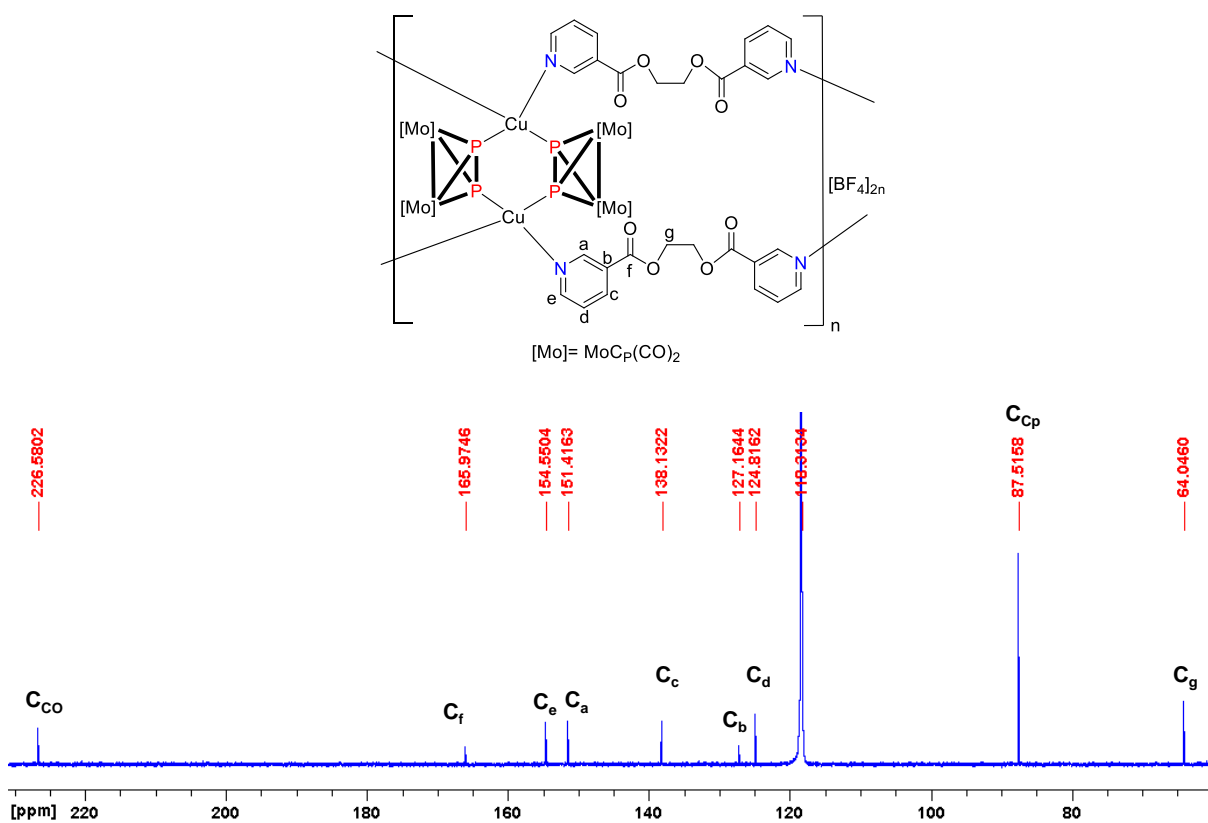 N O O N
O O
Cu
[Mo] P P [Mo]
P P
[Mo] [Mo]
[BF4]2n
Cu
O g O
a
N b O O N
f
e c
d
n
[Mo]= MoCP(CO)2
226.5802 165.9746 154.5504 151.4163 138.1322 127.1644 124.8162 118.3134 87.5158 64.0460
CCp
CCO Cf Ce Ca Cc Cb Cd Cg
[ppm] 220 200 180 160 140 120 100 80